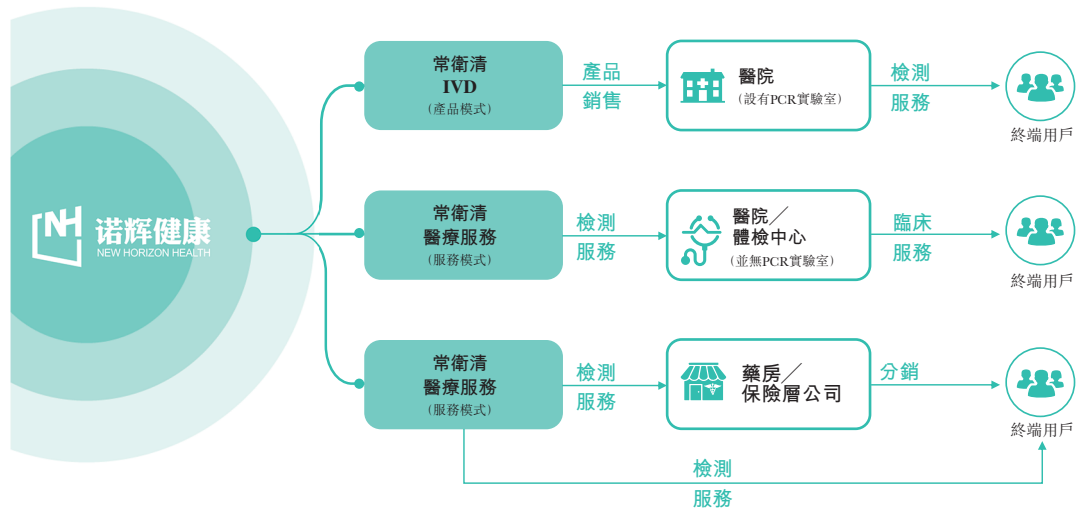 常衛清
IVD
(產品模式)
產品
銷售
醫院
(設有PCR實驗室)
檢測
服務
終端用戶
诺辉健康
NEW HORIZON HEALTH
常衛清
醫療服務
(服務模式)
檢測
服務
醫院／
體檢中心
(並無PCR實驗室)
臨床
服務
終端用戶
常衛清
醫療服務
(服務模式)
檢測
服務
藥房／
保險層公司
分銷
終端用戶
檢測
服務